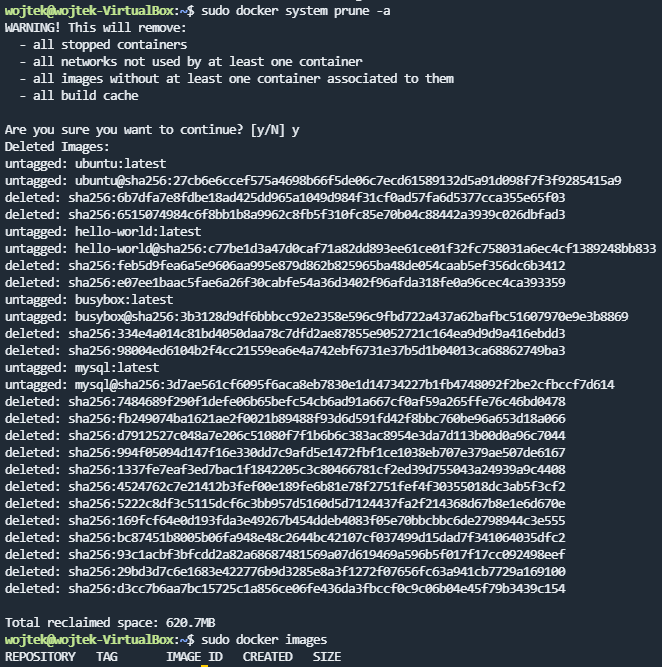 wojtek@wojtek-VirtualBox:~$ sudo docker system prune -a
WARNING! This will remove:
- all stopped containers
- all networks not used by at least one container
- all images without at least one container associated to them
- all build cache
Are you sure you want to continue? [y/N] y
Deleted Images:
untagged: ubuntu:latest
untagged: ubuntu@sha256:27cb6e6ccef575a4698b66f5de06c7ecd61589132d5a91d098f7f3f9285415a9
deleted: sha256:6b7dfa7e8fdbe18ad425dd965a1049d984f31cf0ad57fa6d5377cca355e65f03
deleted: sha256:6515074984c6f8bb1b8a9962c8fb5f310fc85e70b04c88442a3939c026dbfad3
untagged: hello-world:latest
untagged: hello-world@sha256:c77be1d3a47d0caf71a82dd893ee61ce01f32fc758031a6ec4cf1389248bb833
deleted: sha256:feb5d9fea6a5e9606aa995e879d862b825965ba48de054caab5ef356dc6b3412
deleted: sha256:e07ee1baac5fae6a26f30cabfe54a36d3402f96afda318fe0a96cec4ca393359
untagged: busybox:latest
untagged: busybox@sha256:3b3128d9df6bbbcc92e2358e596c9fbd722a437a62bafbc51607970e9e3b8869
deleted: sha256:334e4a014c81bd4050daa78c7dfd2ae87855e9052721c164ea9d9d9a416ebdd3
deleted: sha256:98004ed6104b2f4cc21559ea6e4a742ebf6731e37b5d1b04013ca68862749ba3
untagged: mysql:latest
untagged: mysql@sha256:3d7ae561cf6095f6aca8eb7830e1d14734227b1fb4748092f2be2cfbccf7d614
deleted: sha256:7484689f290f1defe06b65befc54cb6ad91a667cf0af59a265ffe76c46bd0478
deleted: sha256:fb249074ba1621ae2f0021b89488f93d6d591fd42f8bbc760be96a653d18a066
deleted: sha256:d7912527c048a7e206c51080f7f1b6b6c383ac8954e3da7d113b00d0a96c7044
deleted: sha256:994f05094d147f16e330dd7c9afd5e1472fbf1ce1038eb707e379ae507de6167
deleted: sha256:1337fe7eaf3ed7bac1f1842205c3c80466781cf2ed39d755043a24939a9c4408
deleted: sha256:4524762c7e21412b3fef00e189fe6b81e78f2751fef4f30355018dc3ab5f3cf2
deleted: sha256:5222c8df3c5115dcf6c3bb957d5160d5d7124437fa2f214368d67b8e1e6d670e
deleted: sha256:169fcf64e0d193fda3e49267b454ddeb4083f05e70bbcbbc6de2798944c3e555
deleted: sha256:bc87451b8005b06fa948e48c2644bc42107cf037499d15dad7f341064035dfc2
deleted: sha256:93c1acbf3bfcdd2a82a68687481569a07d619469a596b5f017f17cc092498eef
deleted: sha256:29bd3d7c6e1683e422776b9d3285e8a3f1272f07656fc63a941cb7729a169100
deleted: sha256:d3cc7b6aa7bc15725c1a856ce06fe436da3fbccf0c9c06b04e45f79b3439c154
Total reclaimed space: 620.7MB
wojtek@wojtek-VirtualBox:~$ sudo docker images
REPOSITORY TAG IMAGE ID CREATED SIZE